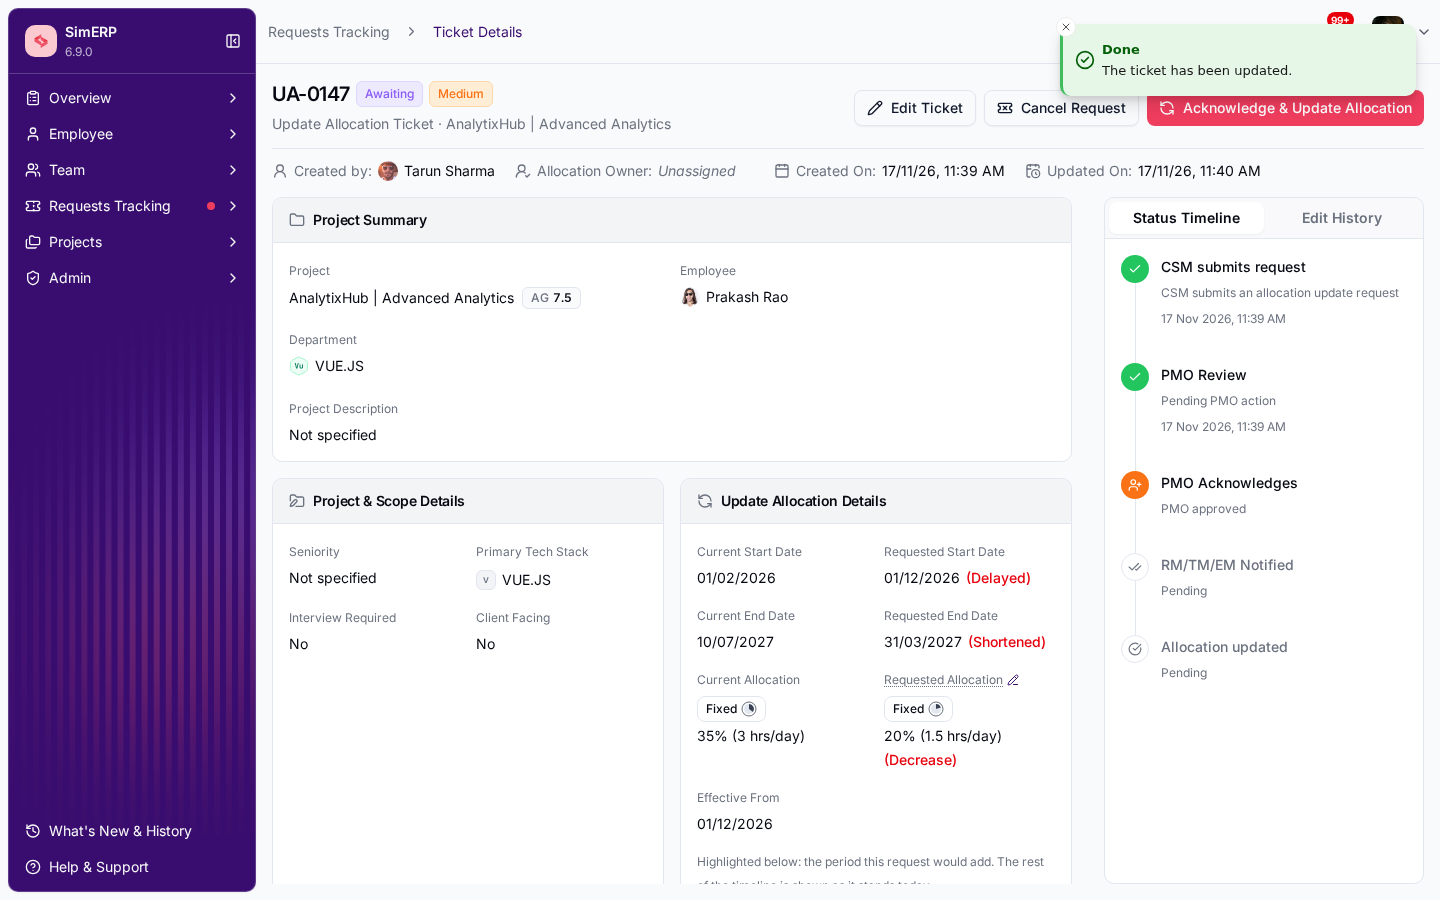 SimERP
6.9.0
Overview
Employee
Team
Requests Tracking
Projects
Admin
What's New & History
Help & Support
Requests Tracking
Ticket Details
99+
Done
The ticket has been updated.
UA-0147
Awaiting
Medium
Update Allocation Ticket · AnalytixHub | Advanced Analytics
Edit Ticket
Cancel Request
Acknowledge & Update Allocation
Created by: Tarun Sharma
Allocation Owner: Unassigned
Created On: 17/11/26, 11:39 AM
Updated On: 17/11/26, 11:40 AM
Project Summary
Project
AnalytixHub | Advanced Analytics AG 7.5
Employee
Prakash Rao
Department
Vu VUE.JS
Project Description
Not specified
Project & Scope Details
Seniority
Not specified
Primary Tech Stack
V VUE.JS
Interview Required
No
Client Facing
No
Update Allocation Details
Current Start Date
01/02/2026
Requested Start Date
01/12/2026 (Delayed)
Current End Date
10/07/2027
Requested End Date
31/03/2027 (Shortened)
Current Allocation
Fixed
35% (3 hrs/day)
Requested Allocation
Fixed
20% (1.5 hrs/day)
(Decrease)
Effective From
01/12/2026
Highlighted below: the period this request would add. The rest
of the timeline is shown as it stands today.
Status Timeline
Edit History
CSM submits request
CSM submits an allocation update request
17 Nov 2026, 11:39 AM
PMO Review
Pending PMO action
17 Nov 2026, 11:39 AM
PMO Acknowledges
PMO approved
RM/TM/EM Notified
Pending
Allocation updated
Pending